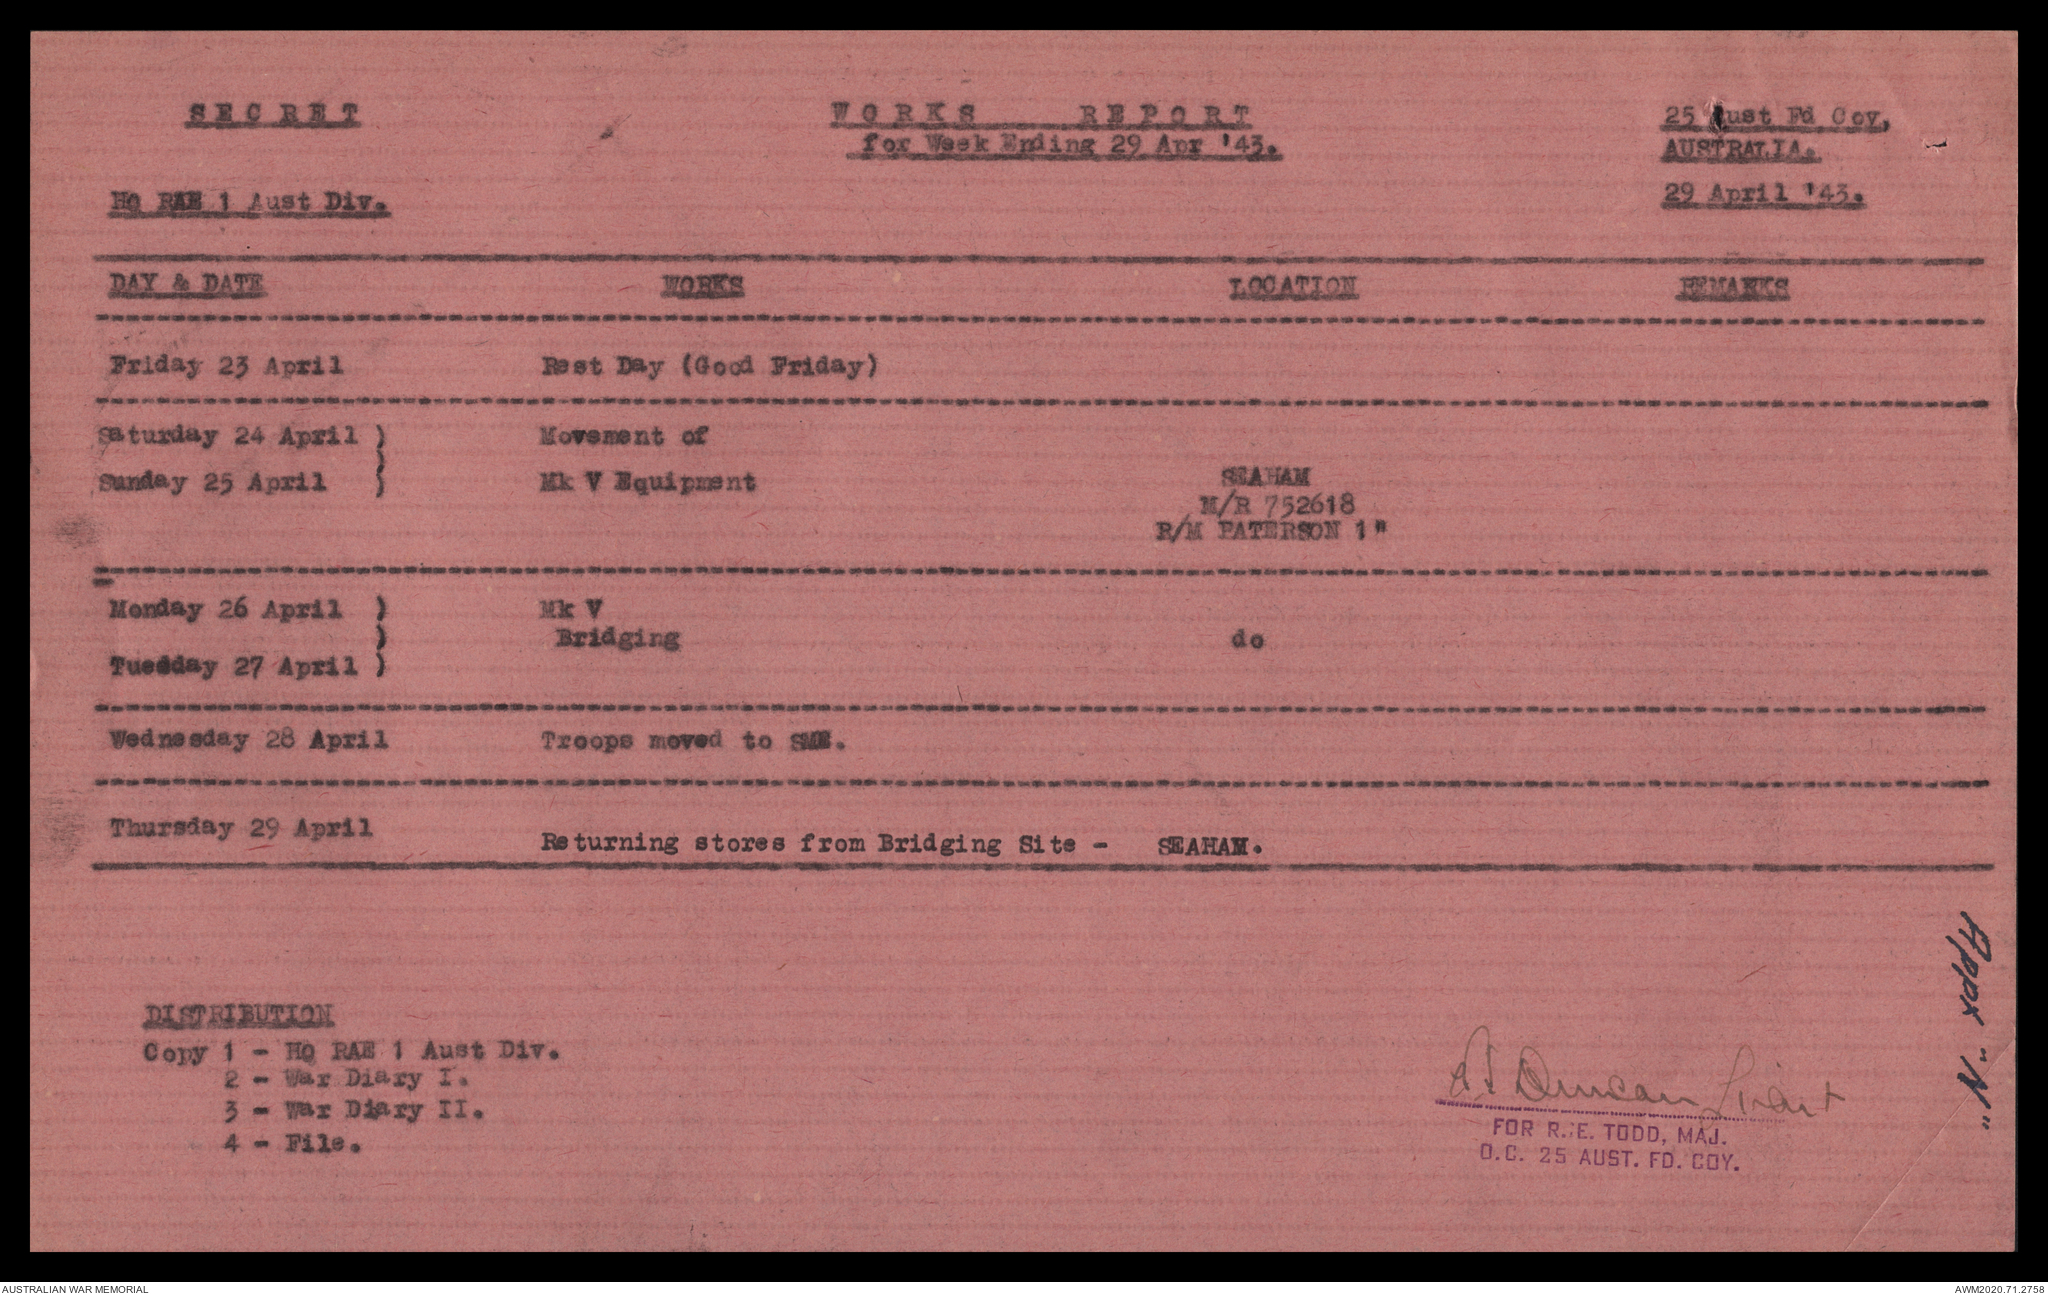 SECRET
WORKS REPORT
for Week Ending 29 Apr '43.
25 Aust Fd Coy,
AUSTRALIA.
29 April '43.
HQ RAE 1 Aust Div.
DAY & DATE WORKS LOCATION REMARKS
Friday 23 April Rest Day (Good Friday)
Saturday 24 April ) Movement of
)
Sunday 25 April ) Mk V Equipment SEAHAM
M/R 752618
R/M PATERSON 1"
Monday 26 April ) Mk V
) Bridging do
Tuedday 27 April )
Wednesday 28 April Troops moved to SME.
Thursday 29 April
Returning stores from Bridging Site - SEAHAM.
Appx "N"
DISTRIBUTION
Copy 1 - HQ RAE 1 Aust Div.
2 - War Diary I.
3 - War Diary II.
4 - File.
Duncan Lieut
FOR R.E. TODD, MAJ.
O.C. 25 AUST. FD. COY.
AUSTRALIAN WAR MEMORIAL
AWM2020.71.2758